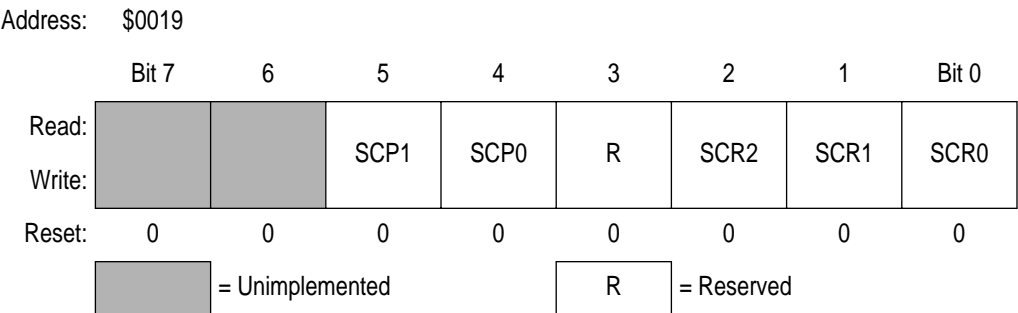 Address: $0019
Bit 7 6 5 4 3 2 1 Bit 0
Read:
SCP1 SCP0 R SCR2 SCR1 SCR0
Write:
Reset: 0 0 0 0 0 0 0 0
= Unimplemented R = Reserved